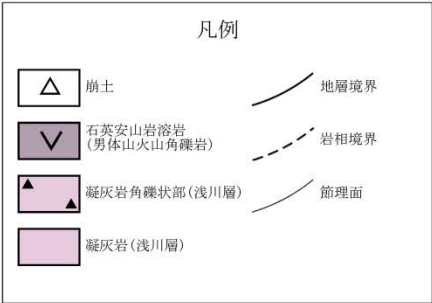 凡例
崩土
地層境界
石英安山岩溶岩
(男体山火山角礫岩)
岩相境界
凝灰岩角礫状部(浅川層)
節理面
凝灰岩(浅川層)